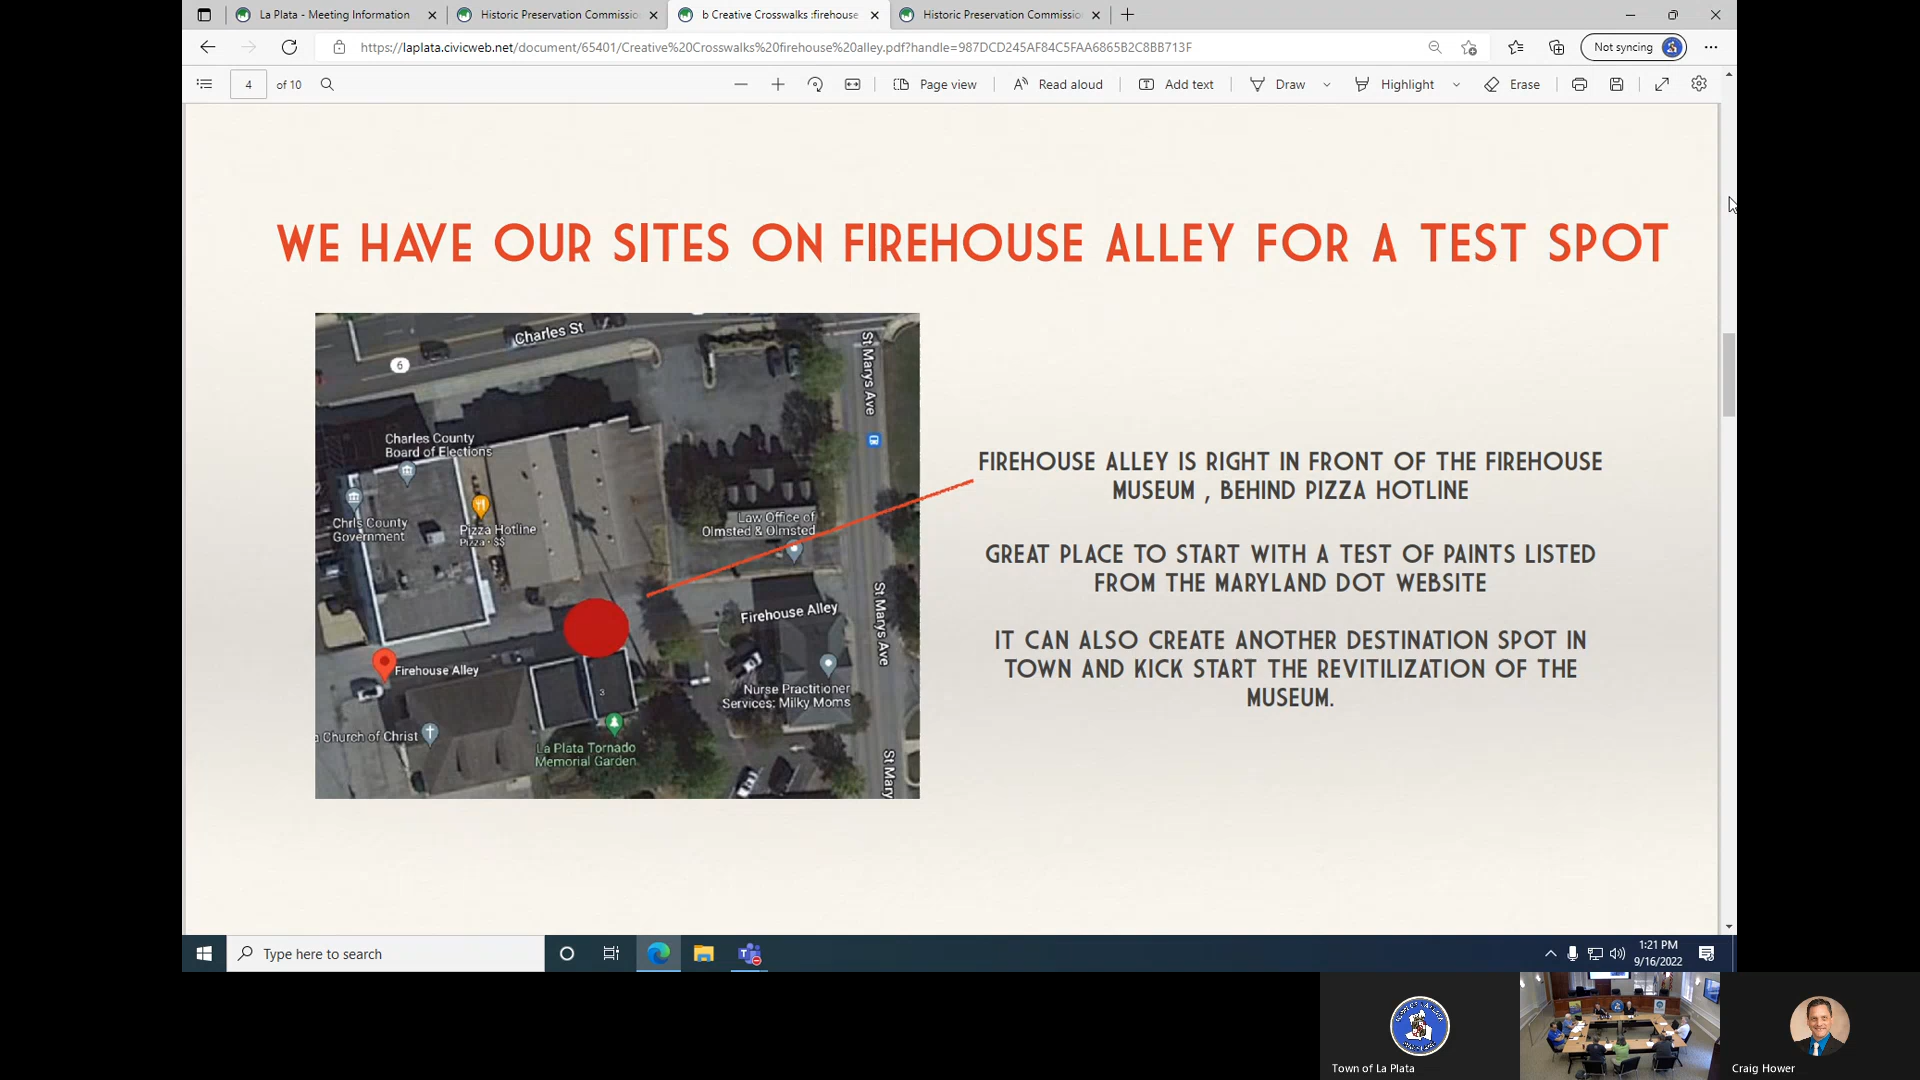 La Plata - Meeting Information
Historic Preservation Commissio
b Creative Crosswalks :firehouse
Historic Preservation Commissio
https://laplata.civicweb.net/document/65401/Creative%20Crosswalks%20firehouse%20alley.pdf?handle=987DCD245AF84C5FAA6865B2C8BB713F
Not syncing
4 of 10
Page view
Read aloud
Add text
Draw
Highlight
Erase
WE HAVE OUR SITES ON FIREHOUSE ALLEY FOR A TEST SPOT
Charles St
6
St Marys Ave
Charles County
Board of Elections
Chrls County
Government
Pizza Hotline
Pizza • $$
Law Office of
Olmsted & Olmsted
Firehouse Alley
St Marys Ave
Firehouse Alley
3
Nurse Practitioner
Services: Milky Moms
a Church of Christ
La Plata Tornado
Memorial Garden
St Mary
FIREHOUSE ALLEY IS RIGHT IN FRONT OF THE FIREHOUSE
MUSEUM , BEHIND PIZZA HOTLINE
GREAT PLACE TO START WITH A TEST OF PAINTS LISTED
FROM THE MARYLAND DOT WEBSITE
IT CAN ALSO CREATE ANOTHER DESTINATION SPOT IN
TOWN AND KICK START THE REVITILIZATION OF THE
MUSEUM.
Type here to search
1:21 PM
9/16/2022
Town of La Plata
Craig Hower